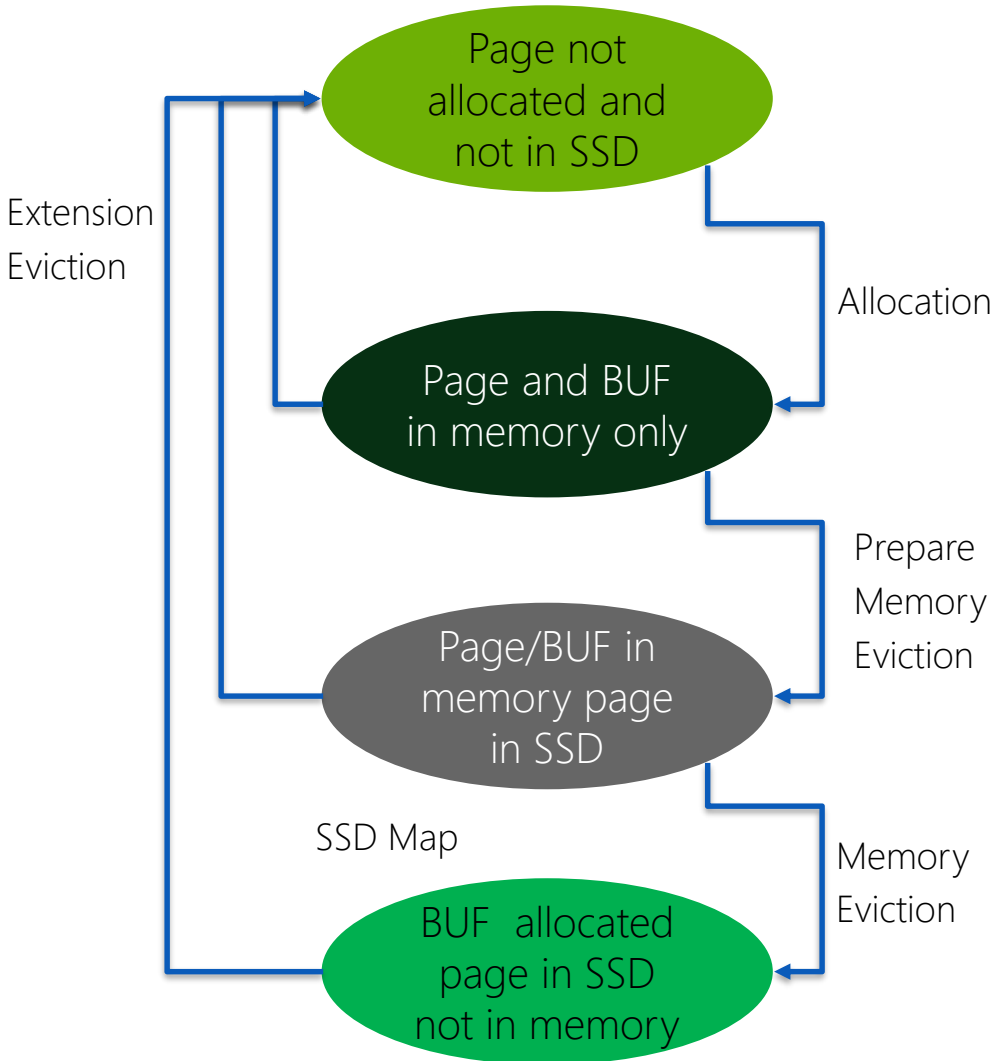 Page not
allocated and
not in SSD
Extension
Eviction
Allocation
Page and BUF
in memory only
Prepare
Memory
Eviction
Page/BUF in
memory page
in SSD
SSD Map
Memory
Eviction
BUF allocated
page in SSD
not in memory